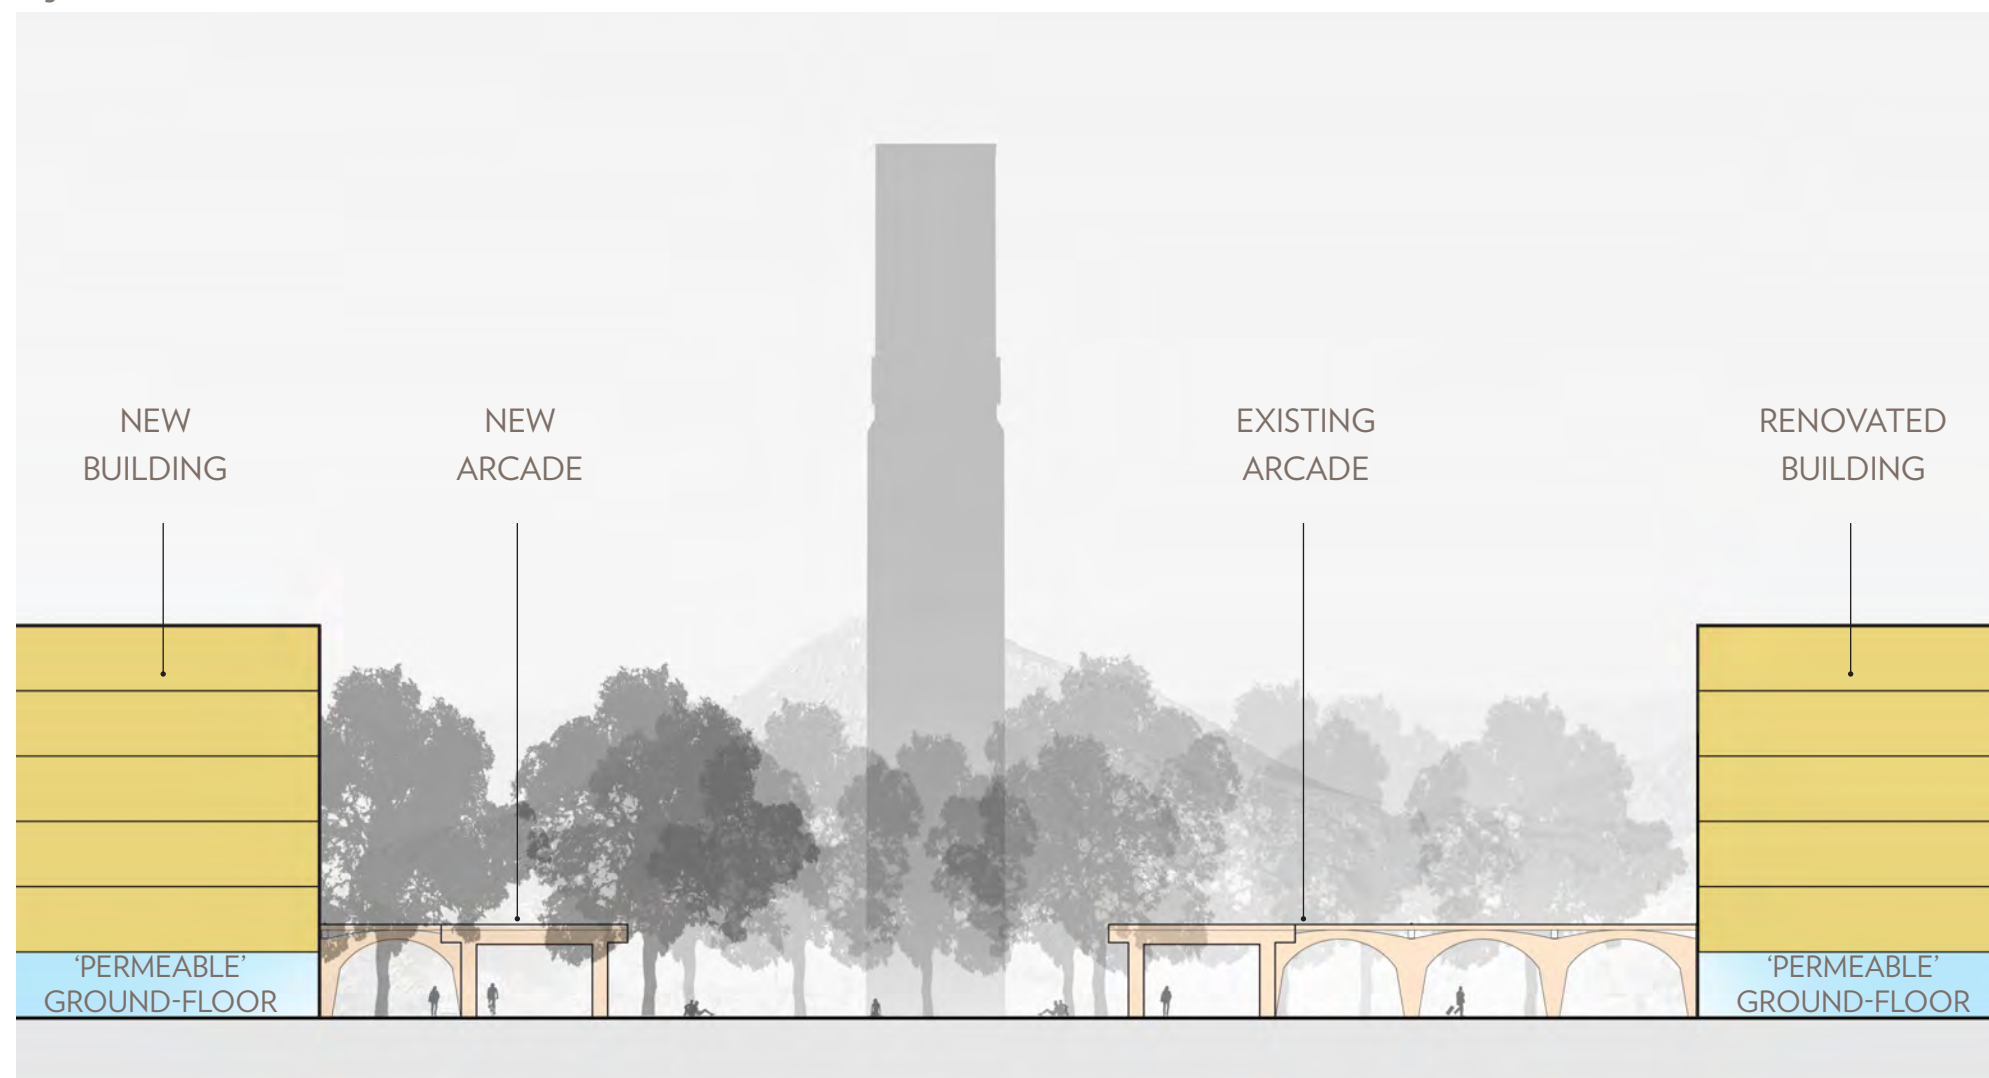 NEW
BUILDING
NEW
ARCADE
EXISTING
ARCADE
RENOVATED
BUILDING
‘PERMEABLE’
GROUND-FLOOR
‘PERMEABLE’
GROUND-FLOOR